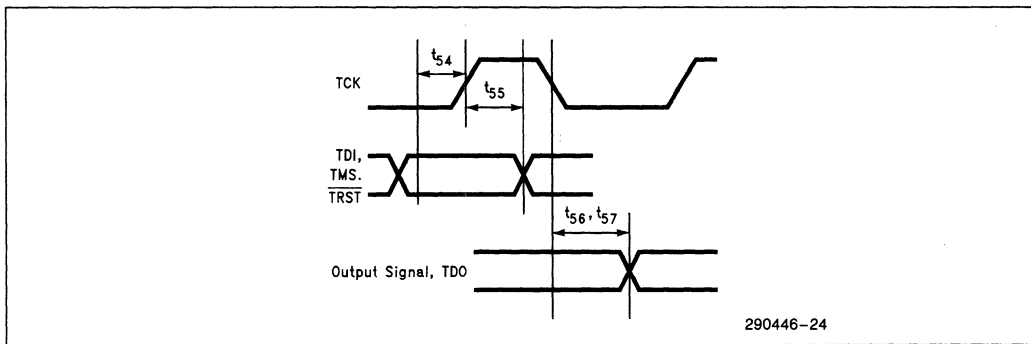 t54
TCK
t55
TDI,
TMS.
TRST
t56, t57
Output Signal, TDO
290446-24